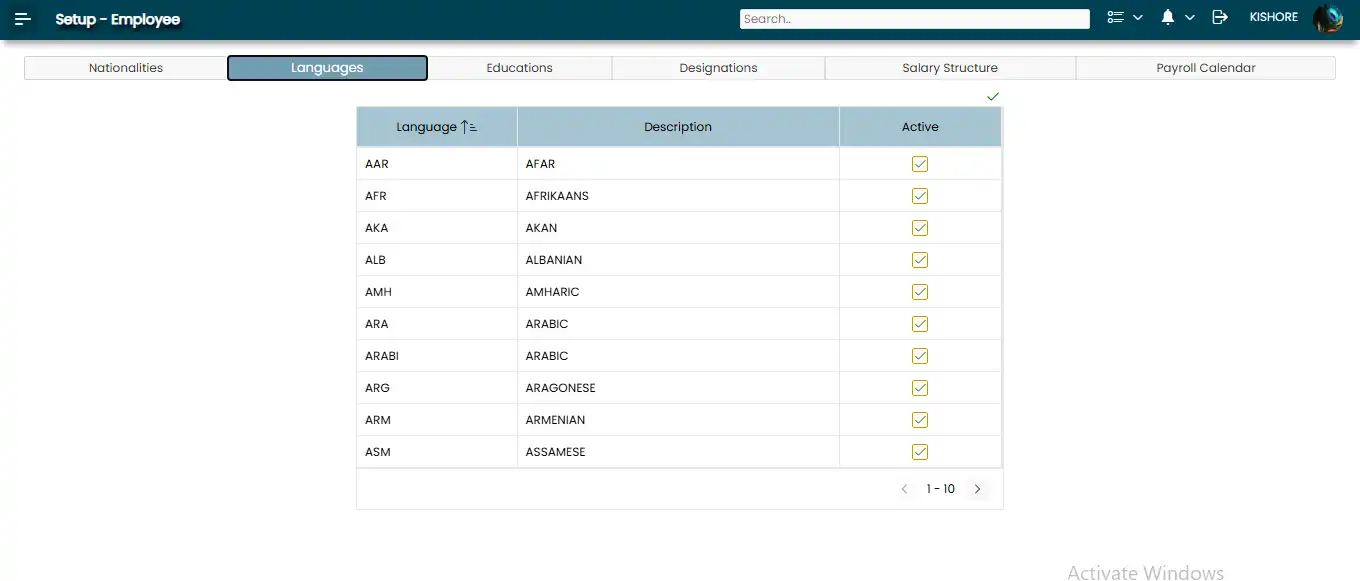 Setup - Employee
Search..
KISHORE
Nationalities Languages Educations Designations Salary Structure Payroll Calendar
Language Description Active
AAR AFAR
AFR AFRIKAANS
AKA AKAN
ALB ALBANIAN
AMH AMHARIC
ARA ARABIC
ARABI ARABIC
ARG ARAGONESE
ARM ARMENIAN
ASM ASSAMESE
1 - 10
Activate Windows